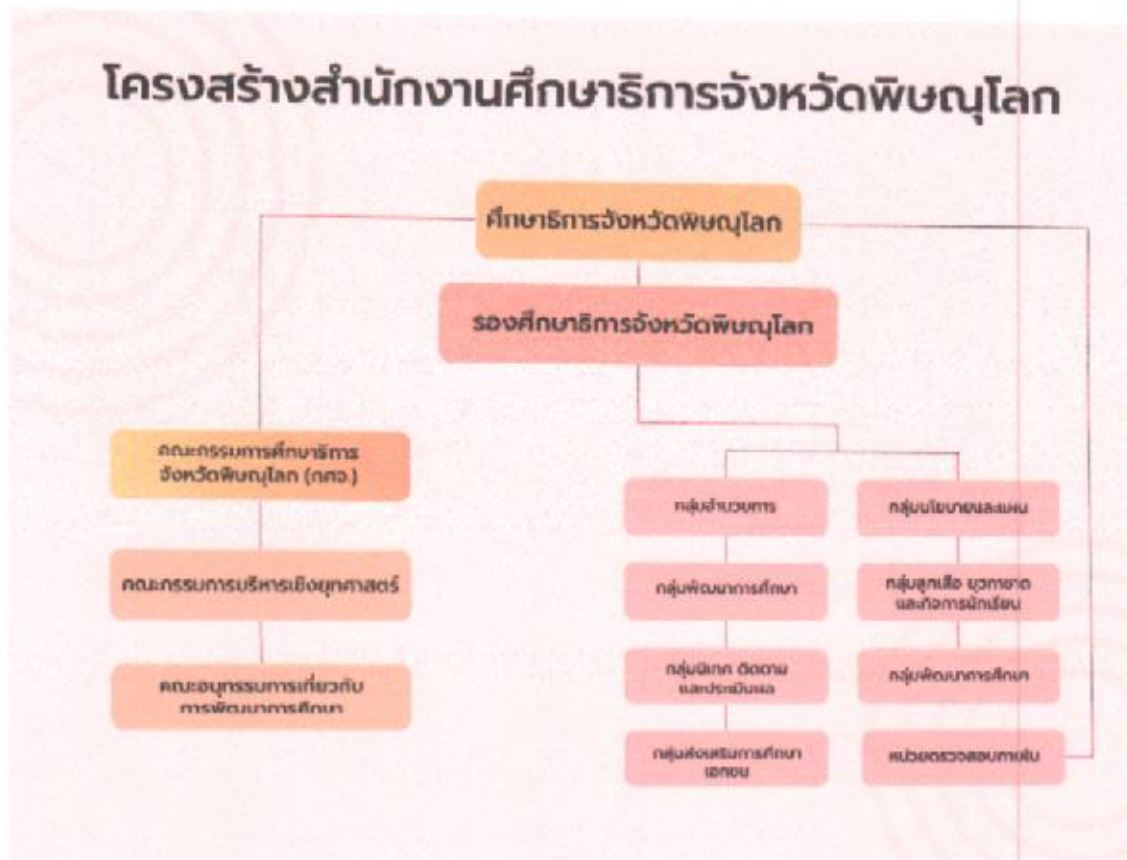 โครงสร้างสำนักงานศึกษาธิการจังหวัดพิษณุโลก
ศึกษาธิการจังหวัดพิษณุโลก
รองศึกษาธิการจังหวัดพิษณุโลก
คณะกรรมการศึกษาธิการ
จังหวัดพิษณุโลก (กศจ.)
คณะกรรมการบริหารเชิงยุทศาสตร์
คณะอนุกรรมการเกี่ยวกับ
การพัฒนาการศึกษา
กลุ่มอำนวยการ
กลุ่มนโยบายและแผน
กลุ่มพัฒนาการศึกษา
กลุ่มลูกเสือ ยุวกาชาด
และกิจการนักเรียน
กลุ่มนิเทศ ติดตาม
และประเมินผล
กลุ่มพัฒนาการศึกษา
กลุ่มส่งเสริมการศึกษา
เอกชน
หน่วยตรวจสอบภายใน